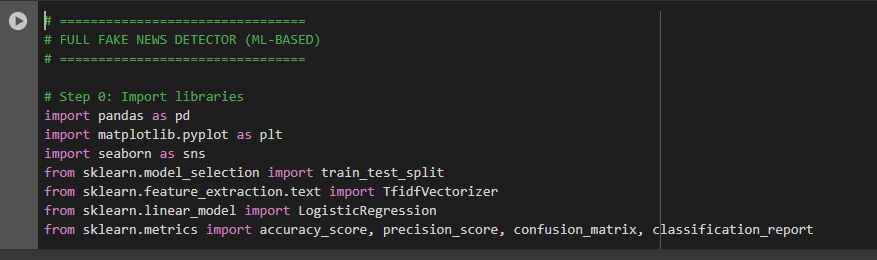 # ================================
# FULL FAKE NEWS DETECTOR (ML-BASED)
# ================================
# Step 0: Import libraries
import pandas as pd
import matplotlib.pyplot as plt
import seaborn as sns
from sklearn.model_selection import train_test_split
from sklearn.feature_extraction.text import TfidfVectorizer
from sklearn.linear_model import LogisticRegression
from sklearn.metrics import accuracy_score, precision_score, confusion_matrix, classification_report